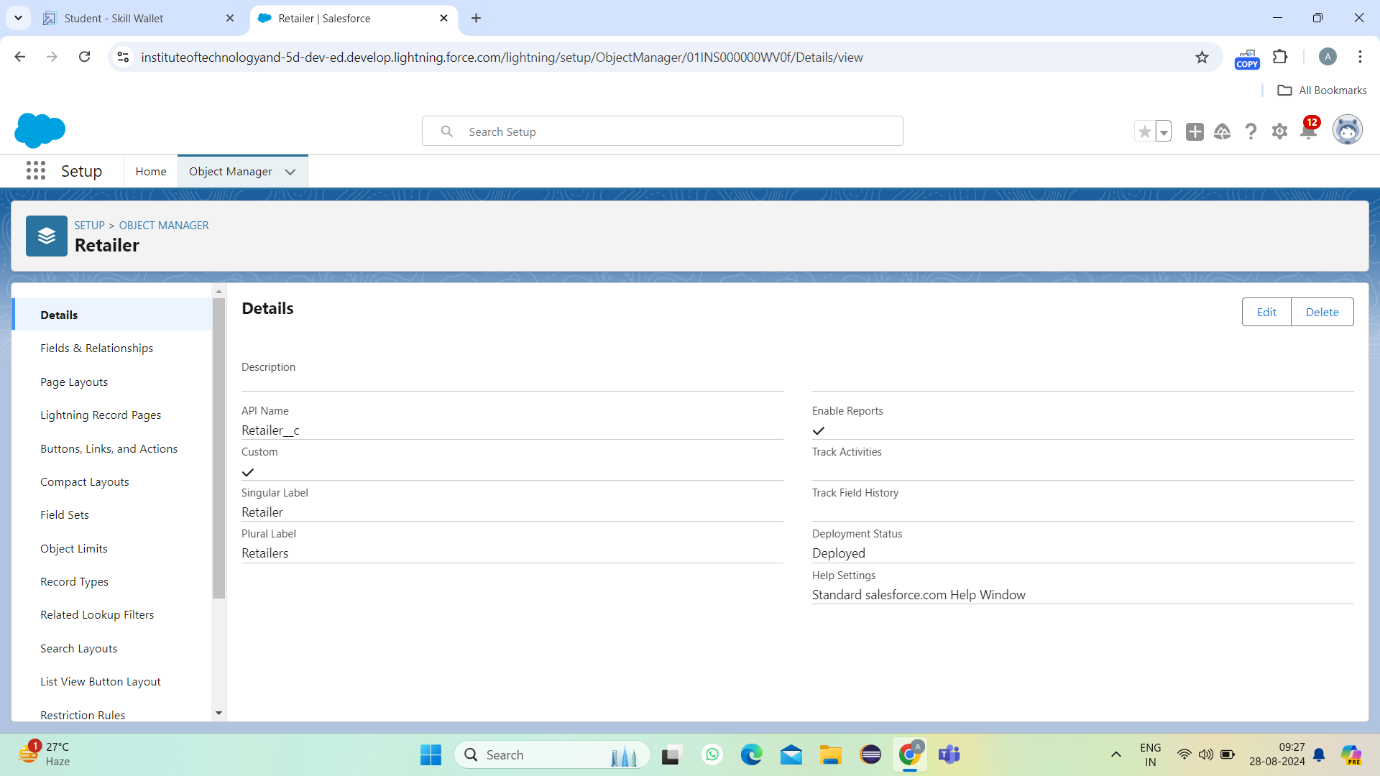 Student - Skill Wallet
Retailer | Salesforce
instituteoftechnologyand-5d-dev-ed.develop.lightning.force.com/lightning/setup/ObjectManager/01INS000000WV0f/Details/view
COPY
A
All Bookmarks
Search Setup
12
Setup
Home
Object Manager
SETUP > OBJECT MANAGER
Retailer
Details
Fields & Relationships
Page Layouts
Lightning Record Pages
Buttons, Links, and Actions
Compact Layouts
Field Sets
Object Limits
Record Types
Related Lookup Filters
Search Layouts
List View Button Layout
Restriction Rules
Details
Edit
Delete
Description
API Name
Retailer__c
Custom
Singular Label
Retailer
Plural Label
Retailers
Enable Reports
Track Activities
Track Field History
Deployment Status
Deployed
Help Settings
Standard salesforce.com Help Window
1
27°C
Haze
Search
A
ENG
IN
09:27
28-08-2024
PRE